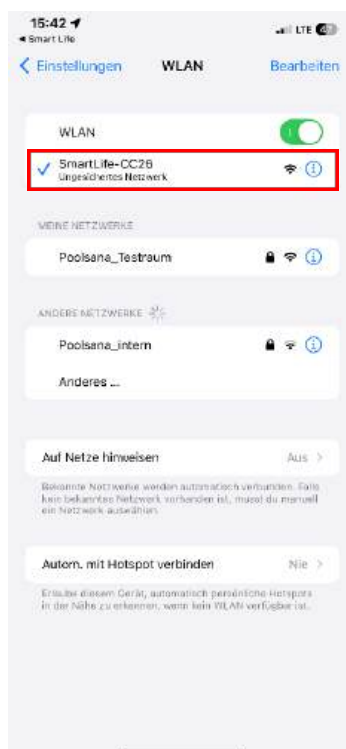 15:42
LTE
Smart Life
Einstellungen WLAN Bearbeiten
WLAN
SmartLife-CC26
Ungesichertes Netzwerk
MEINE NETZWERKE
Poolsana_Testraum
ANDERE NETZWERKE
Poolsana_intern
Anderes ...
Auf Netze hinweisen Aus
Bekannte Netzwerke werden automatisch verbunden. Falls
kein bekanntes Netzwerk vorhanden ist, musst du manuell
ein Netzwerk auswählen.
Autom. mit Hotspot verbinden Nie
Erlaube diesem Gerät, automatisch persönliche Hotspots
in der Nähe zu erkennen, wenn kein WLAN verfügbar ist.